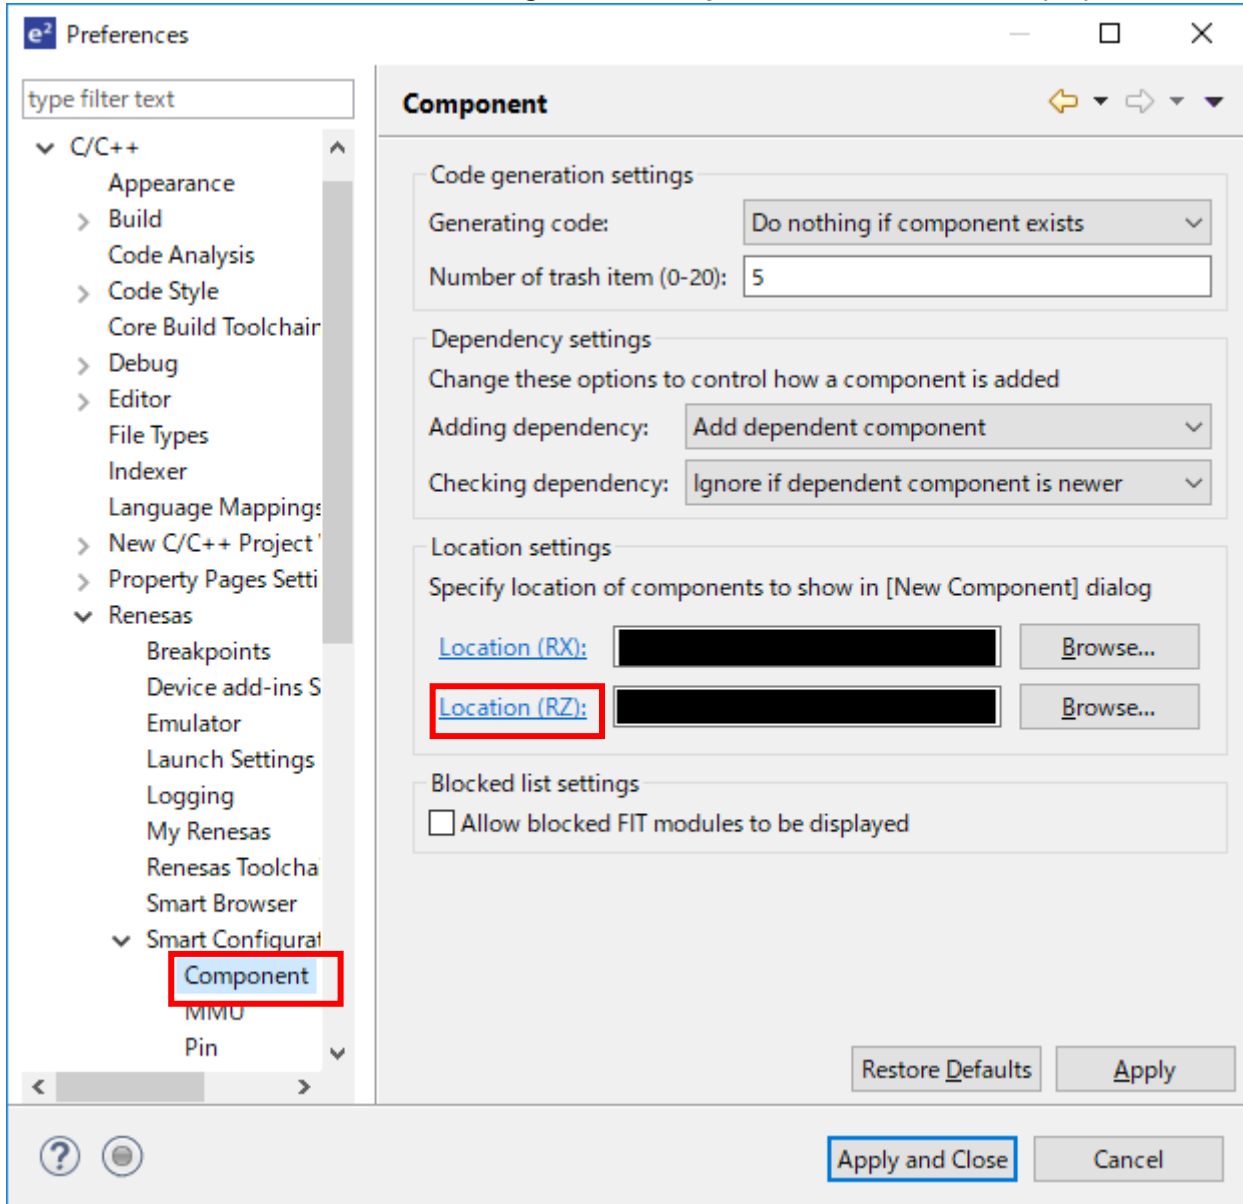 e² Preferences
type filter text
C/C++
Appearance
Build
Code Analysis
Code Style
Core Build Toolchain
Debug
Editor
File Types
Indexer
Language Mappings
New C/C++ Project
Property Pages Setti
Renesas
Breakpoints
Device add-ins S
Emulator
Launch Settings
Logging
My Renesas
Renesas Toolcha
Smart Browser
Smart Configurat
Component
MMU
Pin
Component
Code generation settings
Generating code: Do nothing if component exists
Number of trash item (0-20): 5
Dependency settings
Change these options to control how a component is added
Adding dependency: Add dependent component
Checking dependency: Ignore if dependent component is newer
Location settings
Specify location of components to show in [New Component] dialog
Location (RX): Browse...
Location (RZ): Browse...
Blocked list settings
Allow blocked FIT modules to be displayed
Restore Defaults Apply
? Apply and Close Cancel